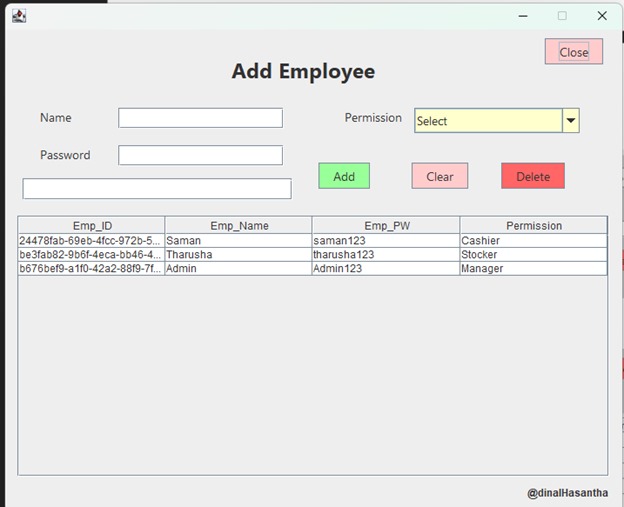 Close
Add Employee
Name
Permission
Select
Password
Add
Clear
Delete
Emp_ID Emp_Name Emp_PW Permission
24478fab-69eb-4fcc-972b-5... Saman saman123 Cashier
be3fab82-9b6f-4eca-bb46-4... Tharusha tharusha123 Stocker
b676bef9-a1f0-42a2-88f9-7f... Admin Admin123 Manager
@dinalHasantha